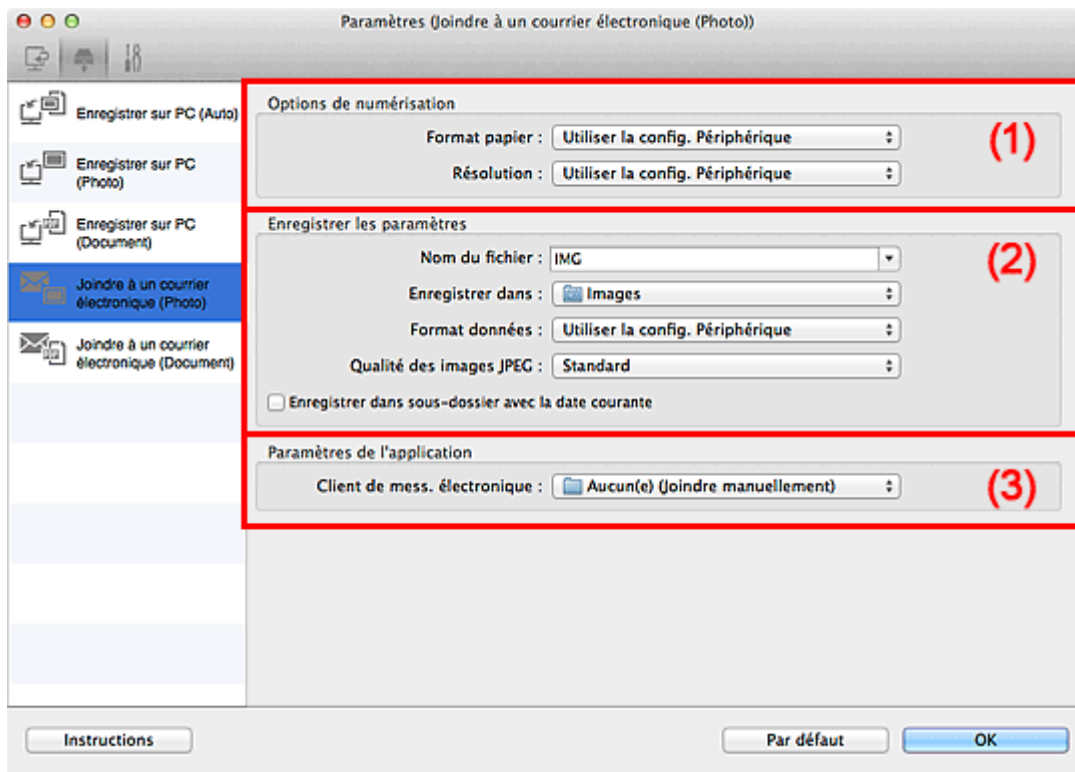 Paramètres (Joindre à un courrier électronique (Photo))
Enregistrer sur PC (Auto)
Enregistrer sur PC
(Photo)
Enregistrer sur PC
(Document)
Joindre à un courrier
électronique (Photo)
Joindre à un courrier
électronique (Document)
Options de numérisation
Format papier : Utiliser la config. Périphérique
Résolution : Utiliser la config. Périphérique
(1)
Enregistrer les paramètres
Nom du fichier : IMG
Enregistrer dans : Images
Format données : Utiliser la config. Périphérique
Qualité des images JPEG : Standard
Enregistrer dans sous-dossier avec la date courante
(2)
Paramètres de l'application
Client de mess. électronique : Aucun(e) (Joindre manuellement)
(3)
Instructions
Par défaut
OK